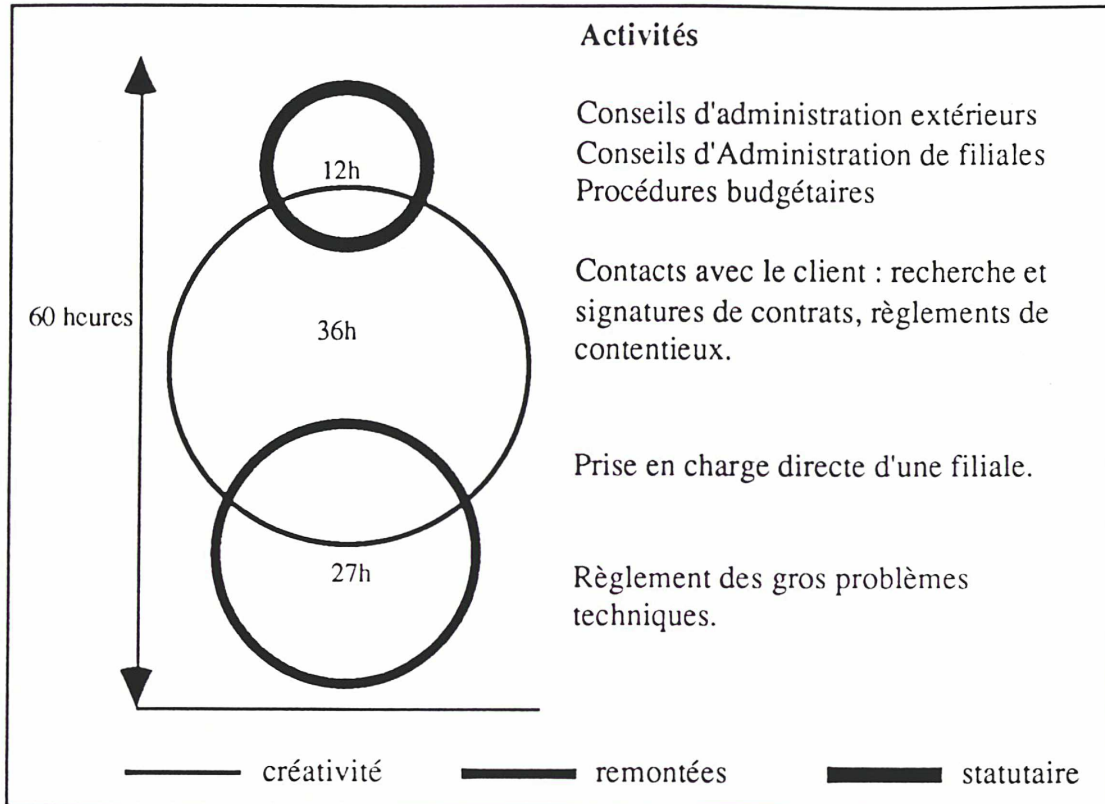 Activités
Conseils d'administration extérieurs
Conseils d'Administration de filiales
Procédures budgétaires
12h
Contacts avec le client : recherche et
signatures de contrats, règlements de
contentieux.
60 heures
36h
Prise en charge directe d'une filiale.
27h
Règlement des gros problèmes
techniques.
créativité remontées statutaire